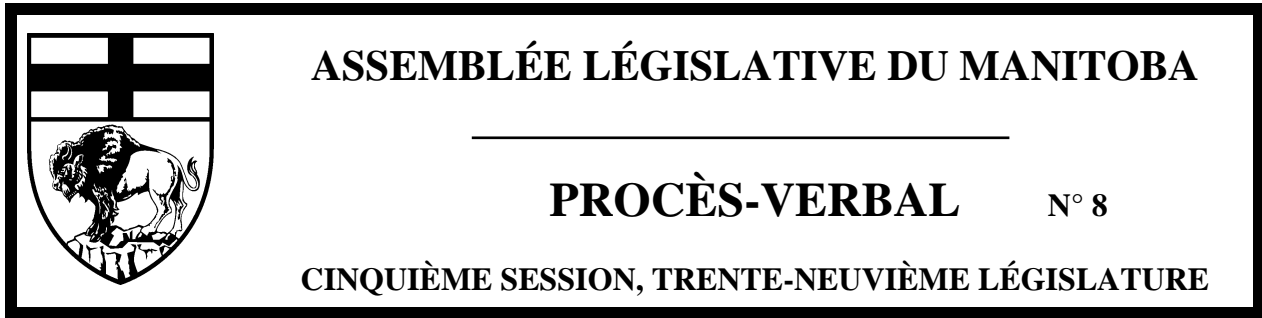 ASSEMBLÉE LÉGISLATIVE DU MANITOBA
PROCÈS-VERBAL N° 8
CINQUIÈME SESSION, TRENTE-NEUVIÈME LÉGISLATURE